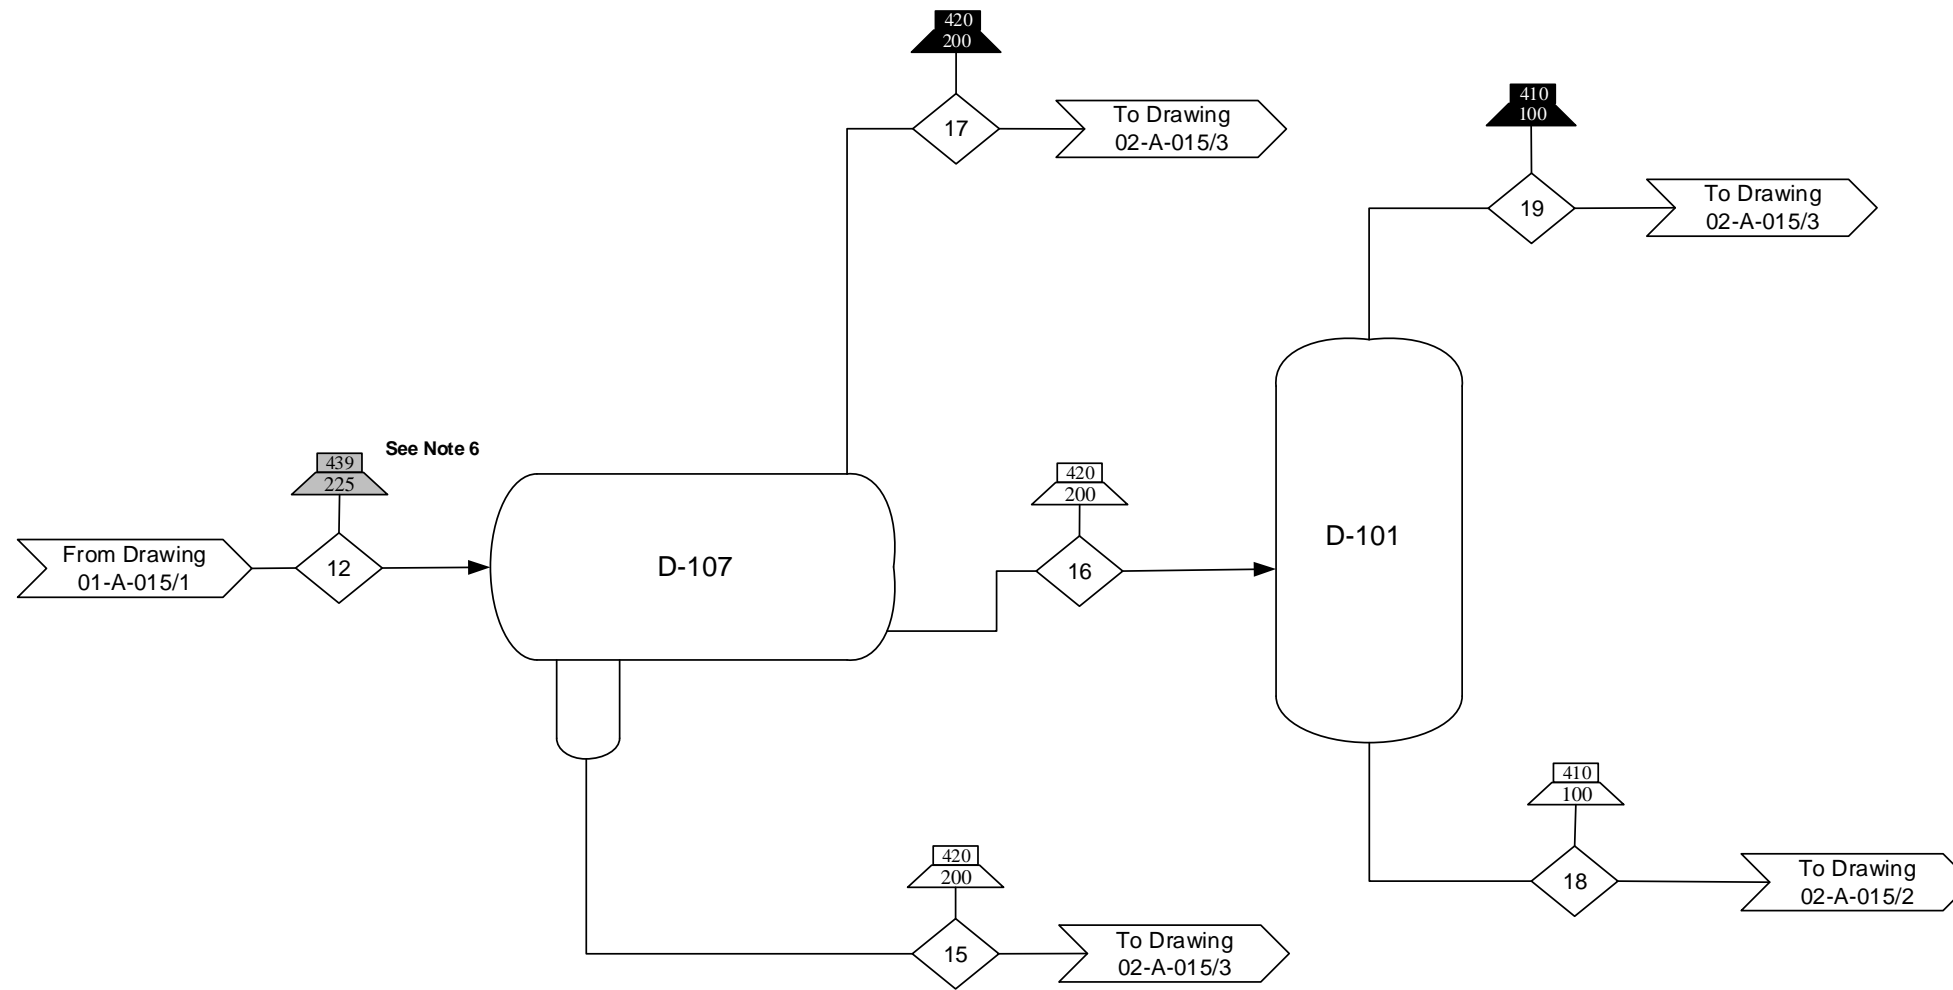 420
200
17
To Drawing
02-A-015/3
410
100
19
To Drawing
02-A-015/3
See Note 6
439
225
From Drawing
01-A-015/1
12
D-107
420
200
16
D-101
410
100
18
To Drawing
02-A-015/2
420
200
15
To Drawing
02-A-015/3